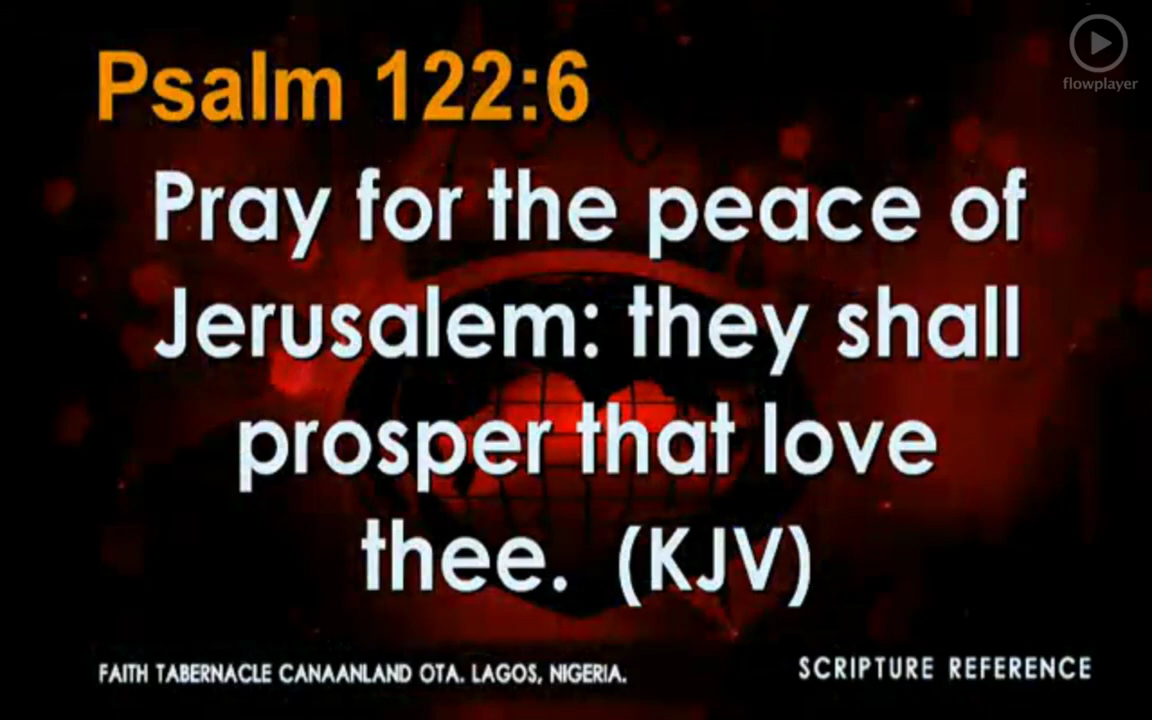 flowplayer
Psalm 122:6
Pray for the peace of
Jerusalem: they shall
prosper that love
thee. (KJV)
FAITH TABERNACLE CANAANLAND OTA. LAGOS, NIGERIA.
SCRIPTURE REFERENCE